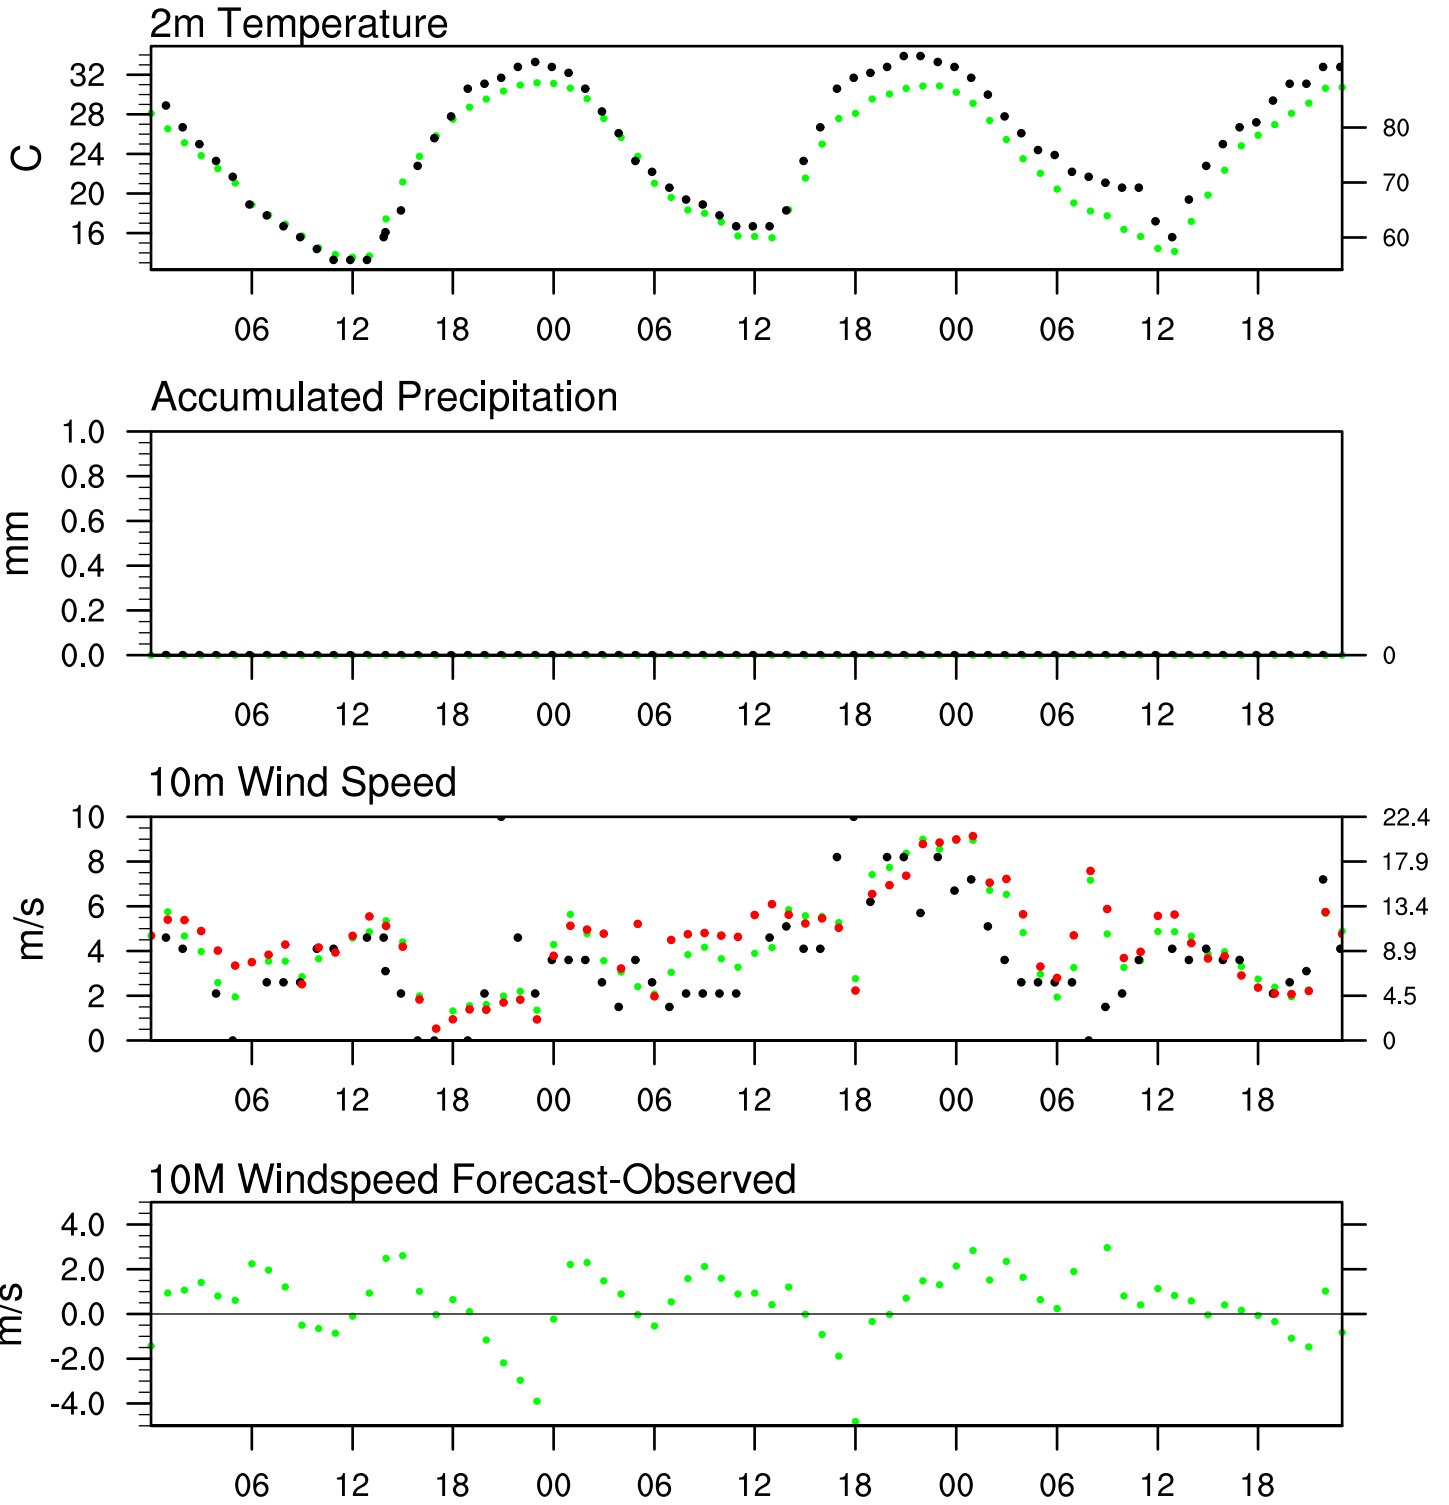 2m Temperature
32
28
24
20
16
C
80
70
60
06 12 18 00 06 12 18 00 06 12 18
Accumulated Precipitation
1.0
0.8
0.6
0.4
0.2
0.0
mm
0
06 12 18 00 06 12 18 00 06 12 18
10m Wind Speed
10
8
6
4
2
0
m/s
22.4
17.9
13.4
8.9
4.5
0
06 12 18 00 06 12 18 00 06 12 18
10M Windspeed Forecast-Observed
4.0
2.0
0.0
-2.0
-4.0
m/s
06 12 18 00 06 12 18 00 06 12 18